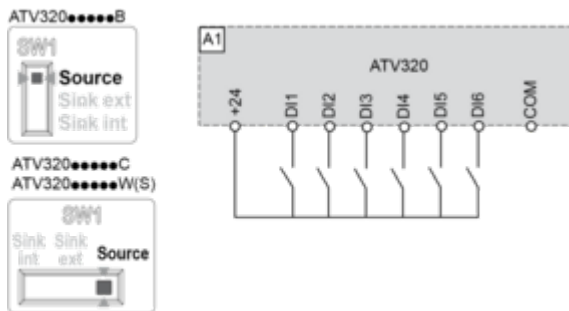 ATV320●●●●●B
SW1
Source
Sink ext
Sink int
A1
ATV320
+24
DI1
DI2
DI3
DI4
DI5
DI6
COM
ATV320●●●●●C
ATV320●●●●●W(S)
SW1
Sink int
Sink ext
Source